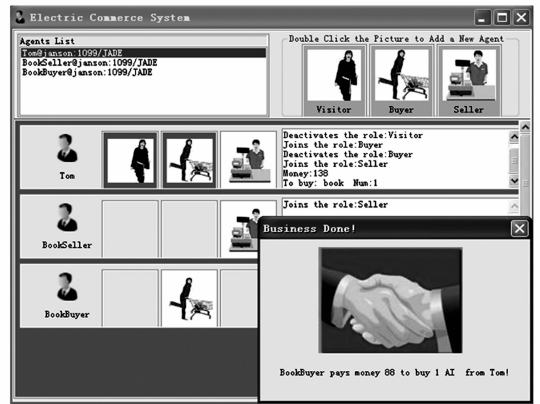 Electric Commerce System
Agents List
Tom@janson:1099/JADE
BookSeller@janson:1099/JADE
BookBuyer@janson:1099/JADE
Double Click the Picture to Add a New Agent
Visitor
Buyer
Seller
Tom
Deactivates the role:Visitor
Joins the role:Buyer
Deactivates the role:Buyer
Joins the role:Seller
Money:138
To buy: book Num:1
BookSeller
Joins the role:Seller
BookBuyer
Business Done!
BookBuyer pays money 88 to buy 1 AI from Tom!